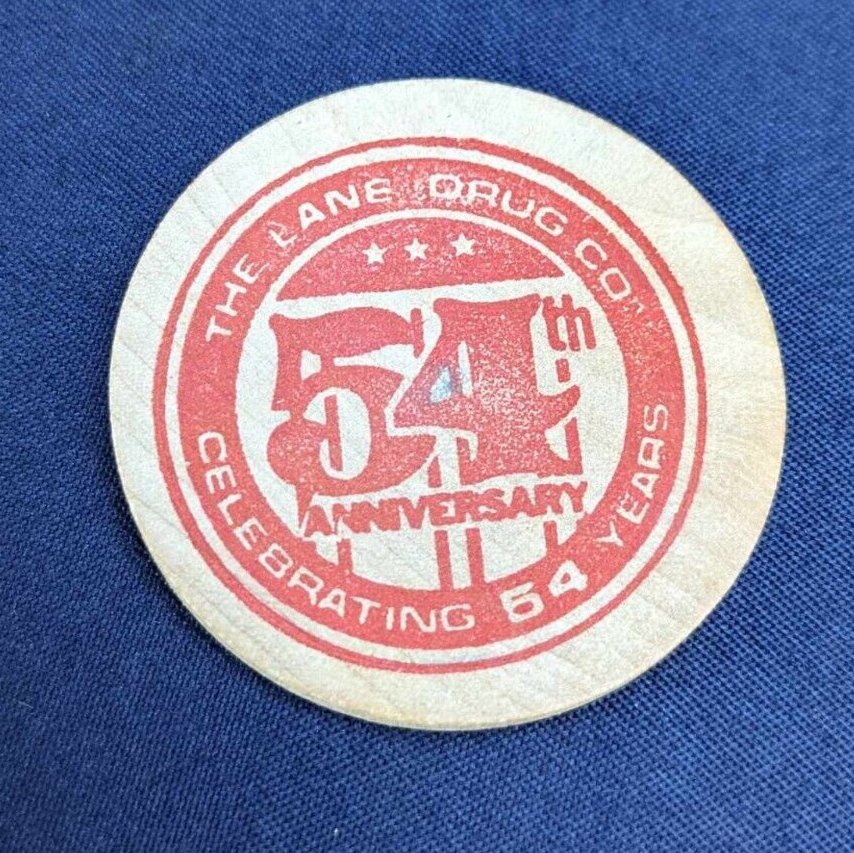 THE LANE DRUG CO.
54th
ANNIVERSARY
CELEBRATING 54 YEARS